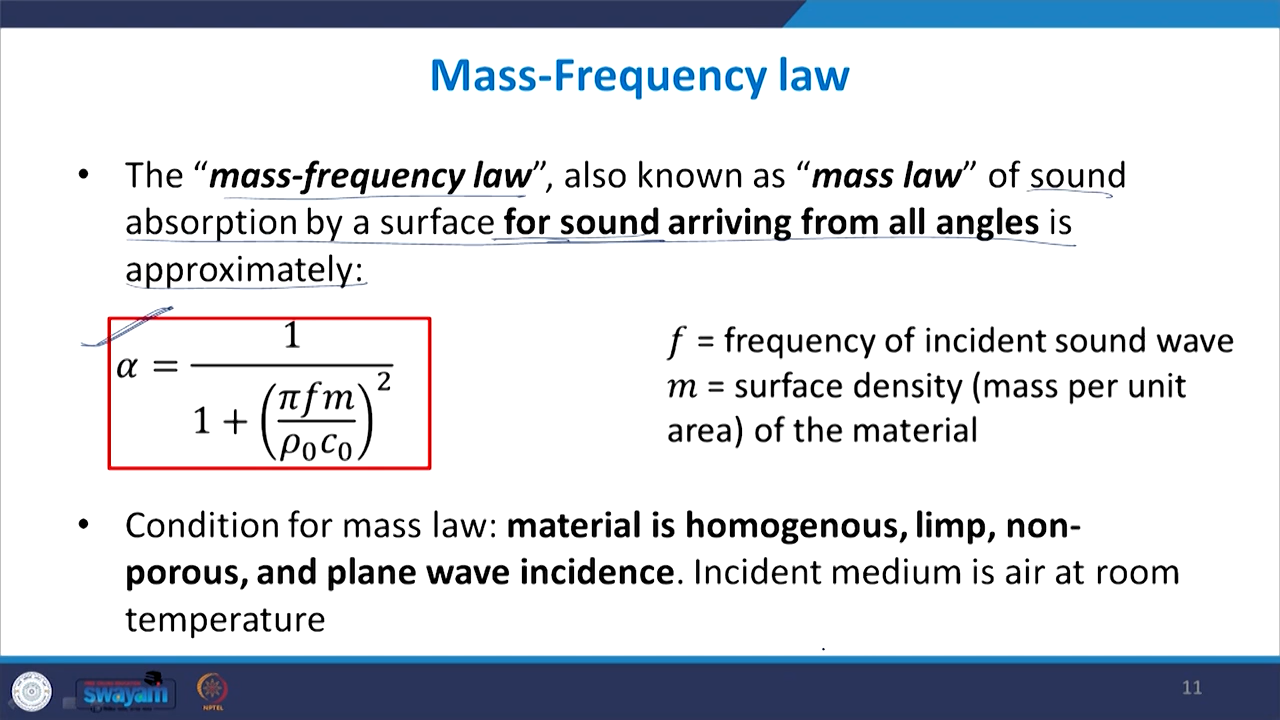 Mass-Frequency law
• The “mass-frequency law”, also known as “mass law” of sound
absorption by a surface for sound arriving from all angles is
approximately:
α = 1 / (1 + (πfm / ρ₀c₀)²)
f = frequency of incident sound wave
m = surface density (mass per unit
area) of the material
• Condition for mass law: material is homogenous, limp, non-
porous, and plane wave incidence. Incident medium is air at room
temperature
swayam
NPTEL
11